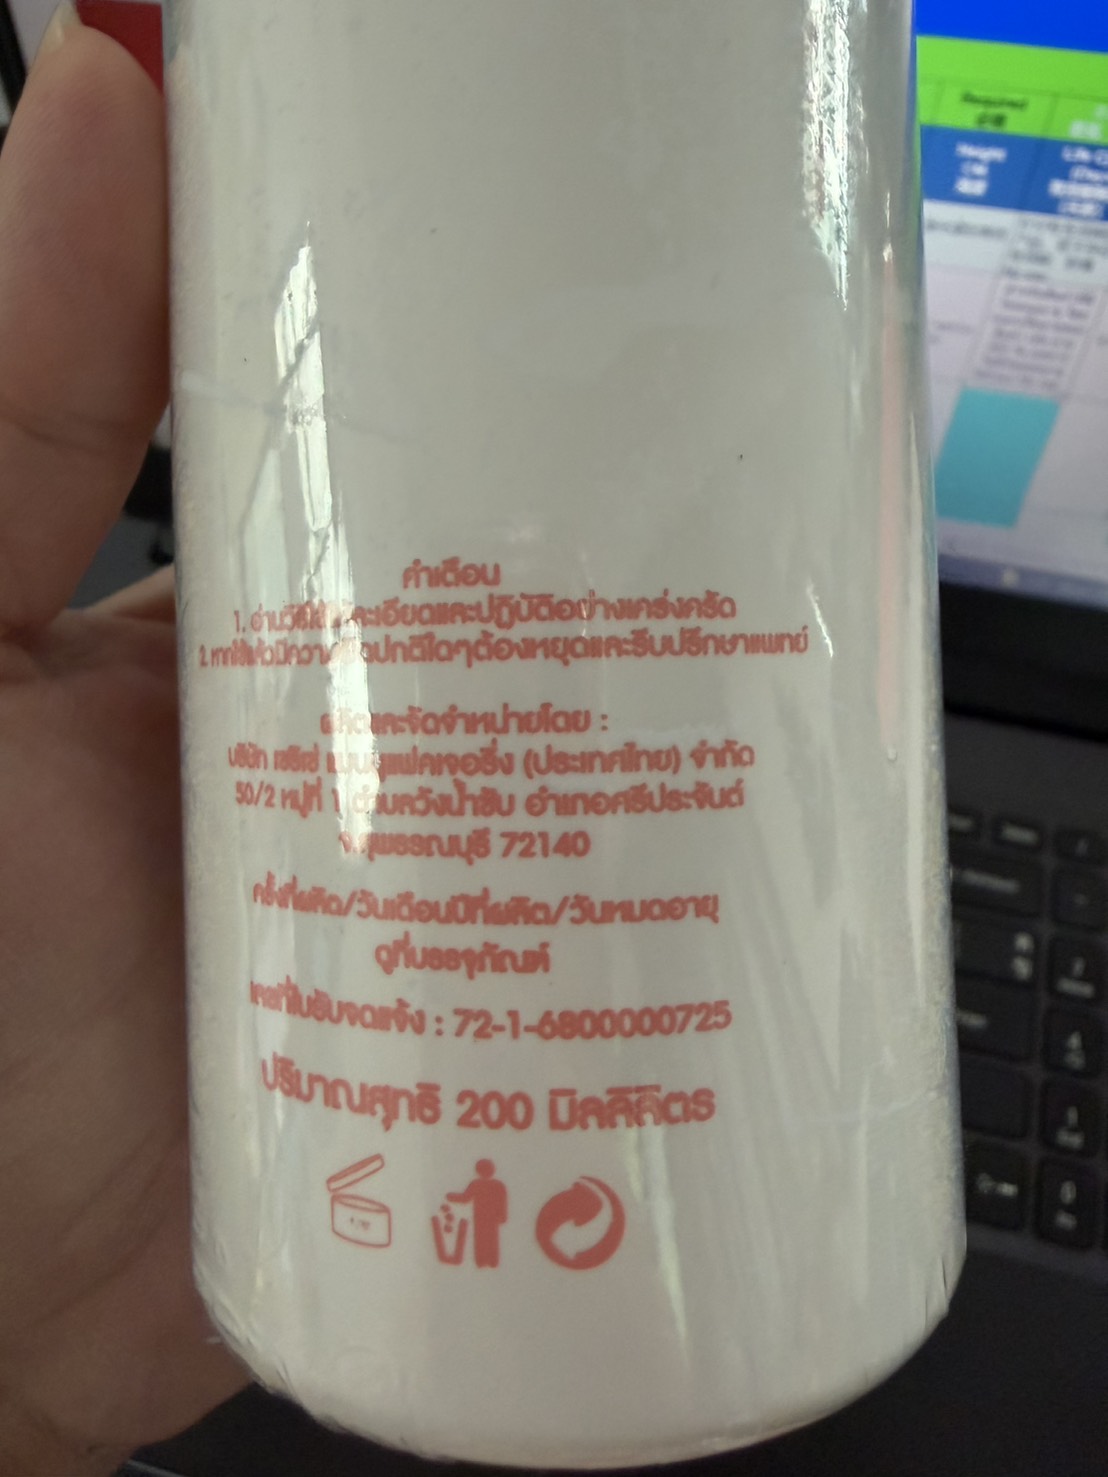 คำเตือน
1. อ่านวิธีใช้ให้ละเอียดและปฏิบัติอย่างเคร่งครัด
2. หากใช้แล้วมีความผิดปกติใดๆต้องหยุดและรีบปรึกษาแพทย์
ผลิตและจัดจำหน่ายโดย :
บริษัท แมนูแฟคเจอริ่ง (ประเทศไทย) จำกัด
50/2 หมู่ที่ 1 ตำบลวังน้ำซับ อำเภอศรีประจันต์
จ.สุพรรณบุรี 72140
ครั้งที่ผลิต/วันเดือนปีที่ผลิต/วันหมดอายุ
ดูที่บรรจุภัณฑ์
เลขที่ใบรับจดแจ้ง : 72-1-6800000725
ปริมาณสุทธิ 200 มิลลิลิตร
Required
Height